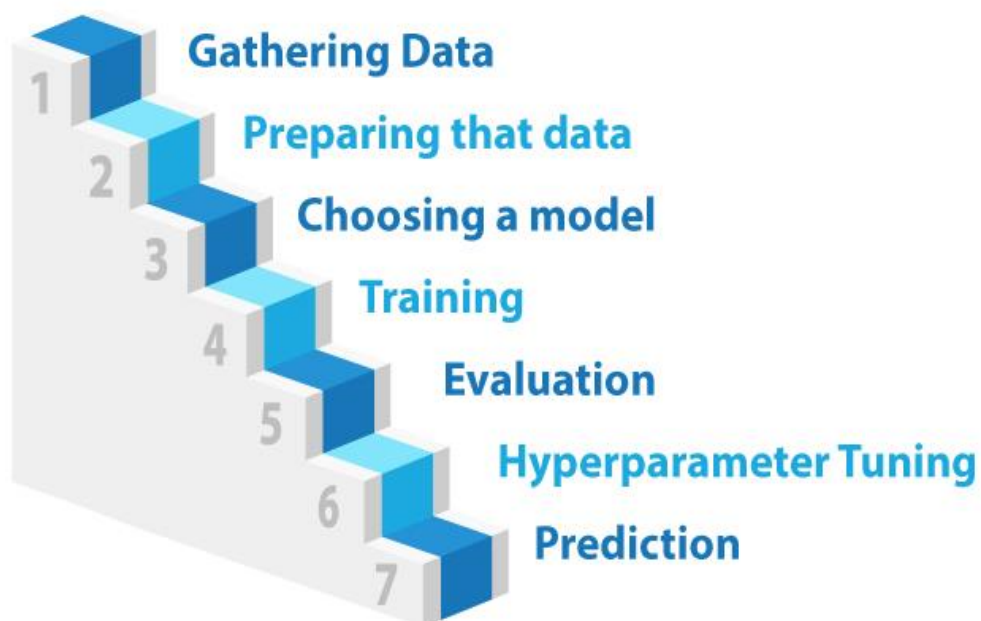 1 Gathering Data
2 Preparing that data
3 Choosing a model
4 Training
5 Evaluation
6 Hyperparameter Tuning
7 Prediction